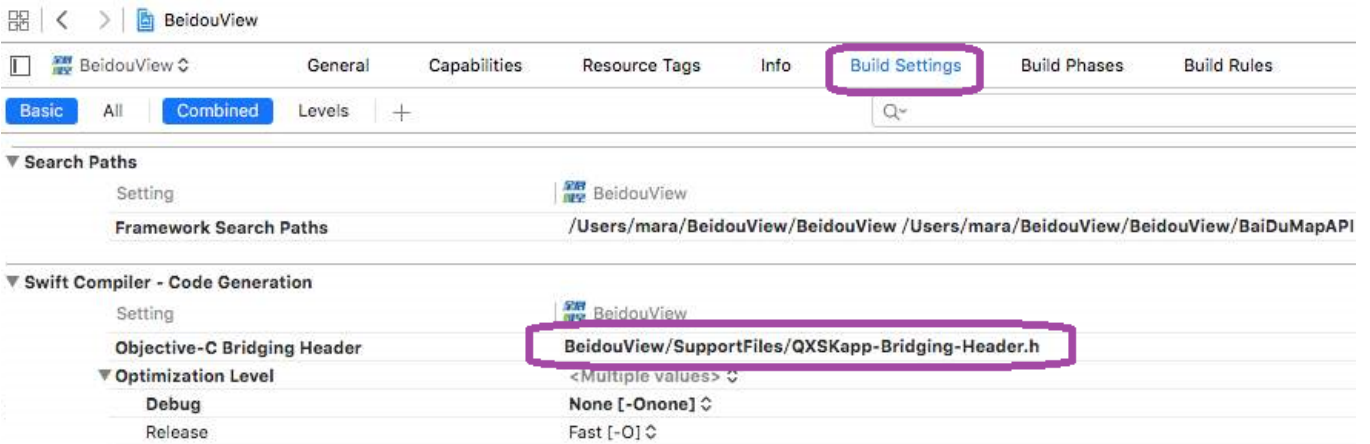 BeidouView
BeidouView General Capabilities Resource Tags Info Build Settings Build Phases Build Rules
Basic All Combined Levels +
Search Paths
Setting BeidouView
Framework Search Paths /Users/mara/BeidouView/BeidouView /Users/mara/BeidouView/BeidouView/BaiDuMapAPI
Swift Compiler - Code Generation
Setting BeidouView
Objective-C Bridging Header BeidouView/SupportFiles/QXSKapp-Bridging-Header.h
Optimization Level <Multiple values>
Debug None [-Onone]
Release Fast [-O]